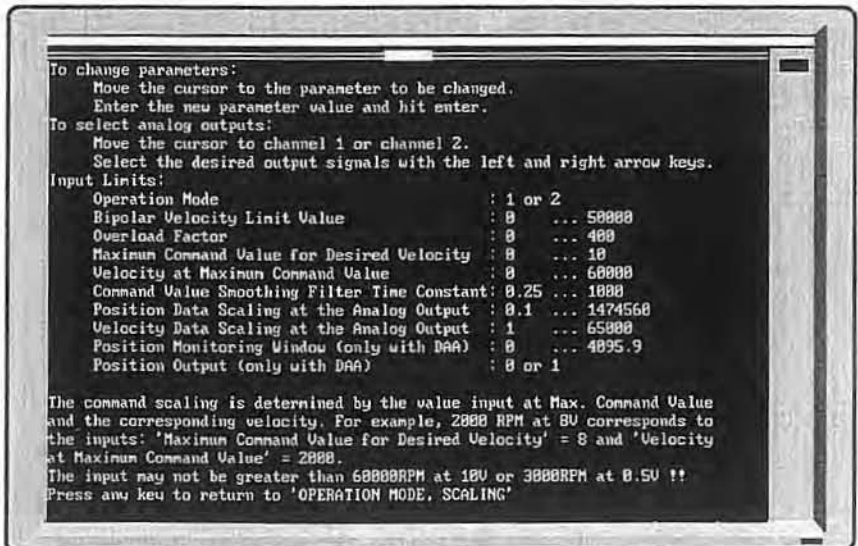 To change parameters:
Move the cursor to the parameter to be changed.
Enter the new parameter value and hit enter.
To select analog outputs:
Move the cursor to channel 1 or channel 2.
Select the desired output signals with the left and right arrow keys.
Input Limits:
Operation Mode : 1 or 2
Bipolar Velocity Limit Value : 0 ... 50000
Overload Factor : 0 ... 400
Maximum Command Value for Desired Velocity : 0 ... 10
Velocity at Maximum Command Value : 0 ... 60000
Command Value Smoothing Filter Time Constant: 0.25 ... 1000
Position Data Scaling at the Analog Output : 0.1 ... 1474560
Velocity Data Scaling at the Analog Output : 1 ... 65000
Position Monitoring Window (only with DAA) : 0 ... 4095.9
Position Output (only with DAA) : 0 or 1
The command scaling is determined by the value input at Max. Command Value
and the corresponding velocity. For example, 2000 RPM at 8V corresponds to
the inputs: 'Maximum Command Value for Desired Velocity' = 8 and 'Velocity
at Maximum Command Value' = 2000.
The input may not be greater than 60000RPM at 10V or 3000RPM at 0.5V !!
Press any key to return to 'OPERATION MODE, SCALING'